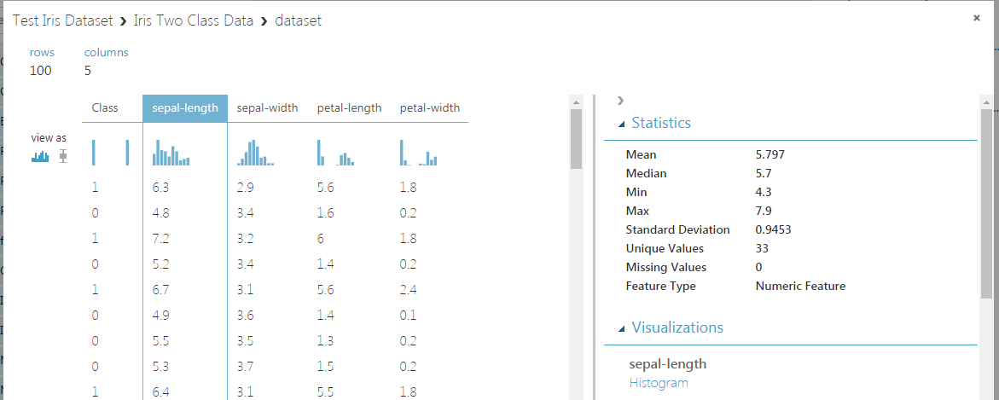 Test Iris Dataset › Iris Two Class Data › dataset
rows columns
100 5
Class sepal-length sepal-width petal-length petal-width
view as
1 6.3 2.9 5.6 1.8
0 4.8 3.4 1.6 0.2
1 7.2 3.2 6 1.8
0 5.2 3.4 1.4 0.2
1 6.7 3.1 5.6 2.4
0 4.9 3.6 1.4 0.1
0 5.5 3.5 1.3 0.2
0 5.3 3.7 1.5 0.2
1 6.4 3.1 5.5 1.8
Statistics
Mean 5.797
Median 5.7
Min 4.3
Max 7.9
Standard Deviation 0.9453
Unique Values 33
Missing Values 0
Feature Type Numeric Feature
Visualizations
sepal-length
Histogram